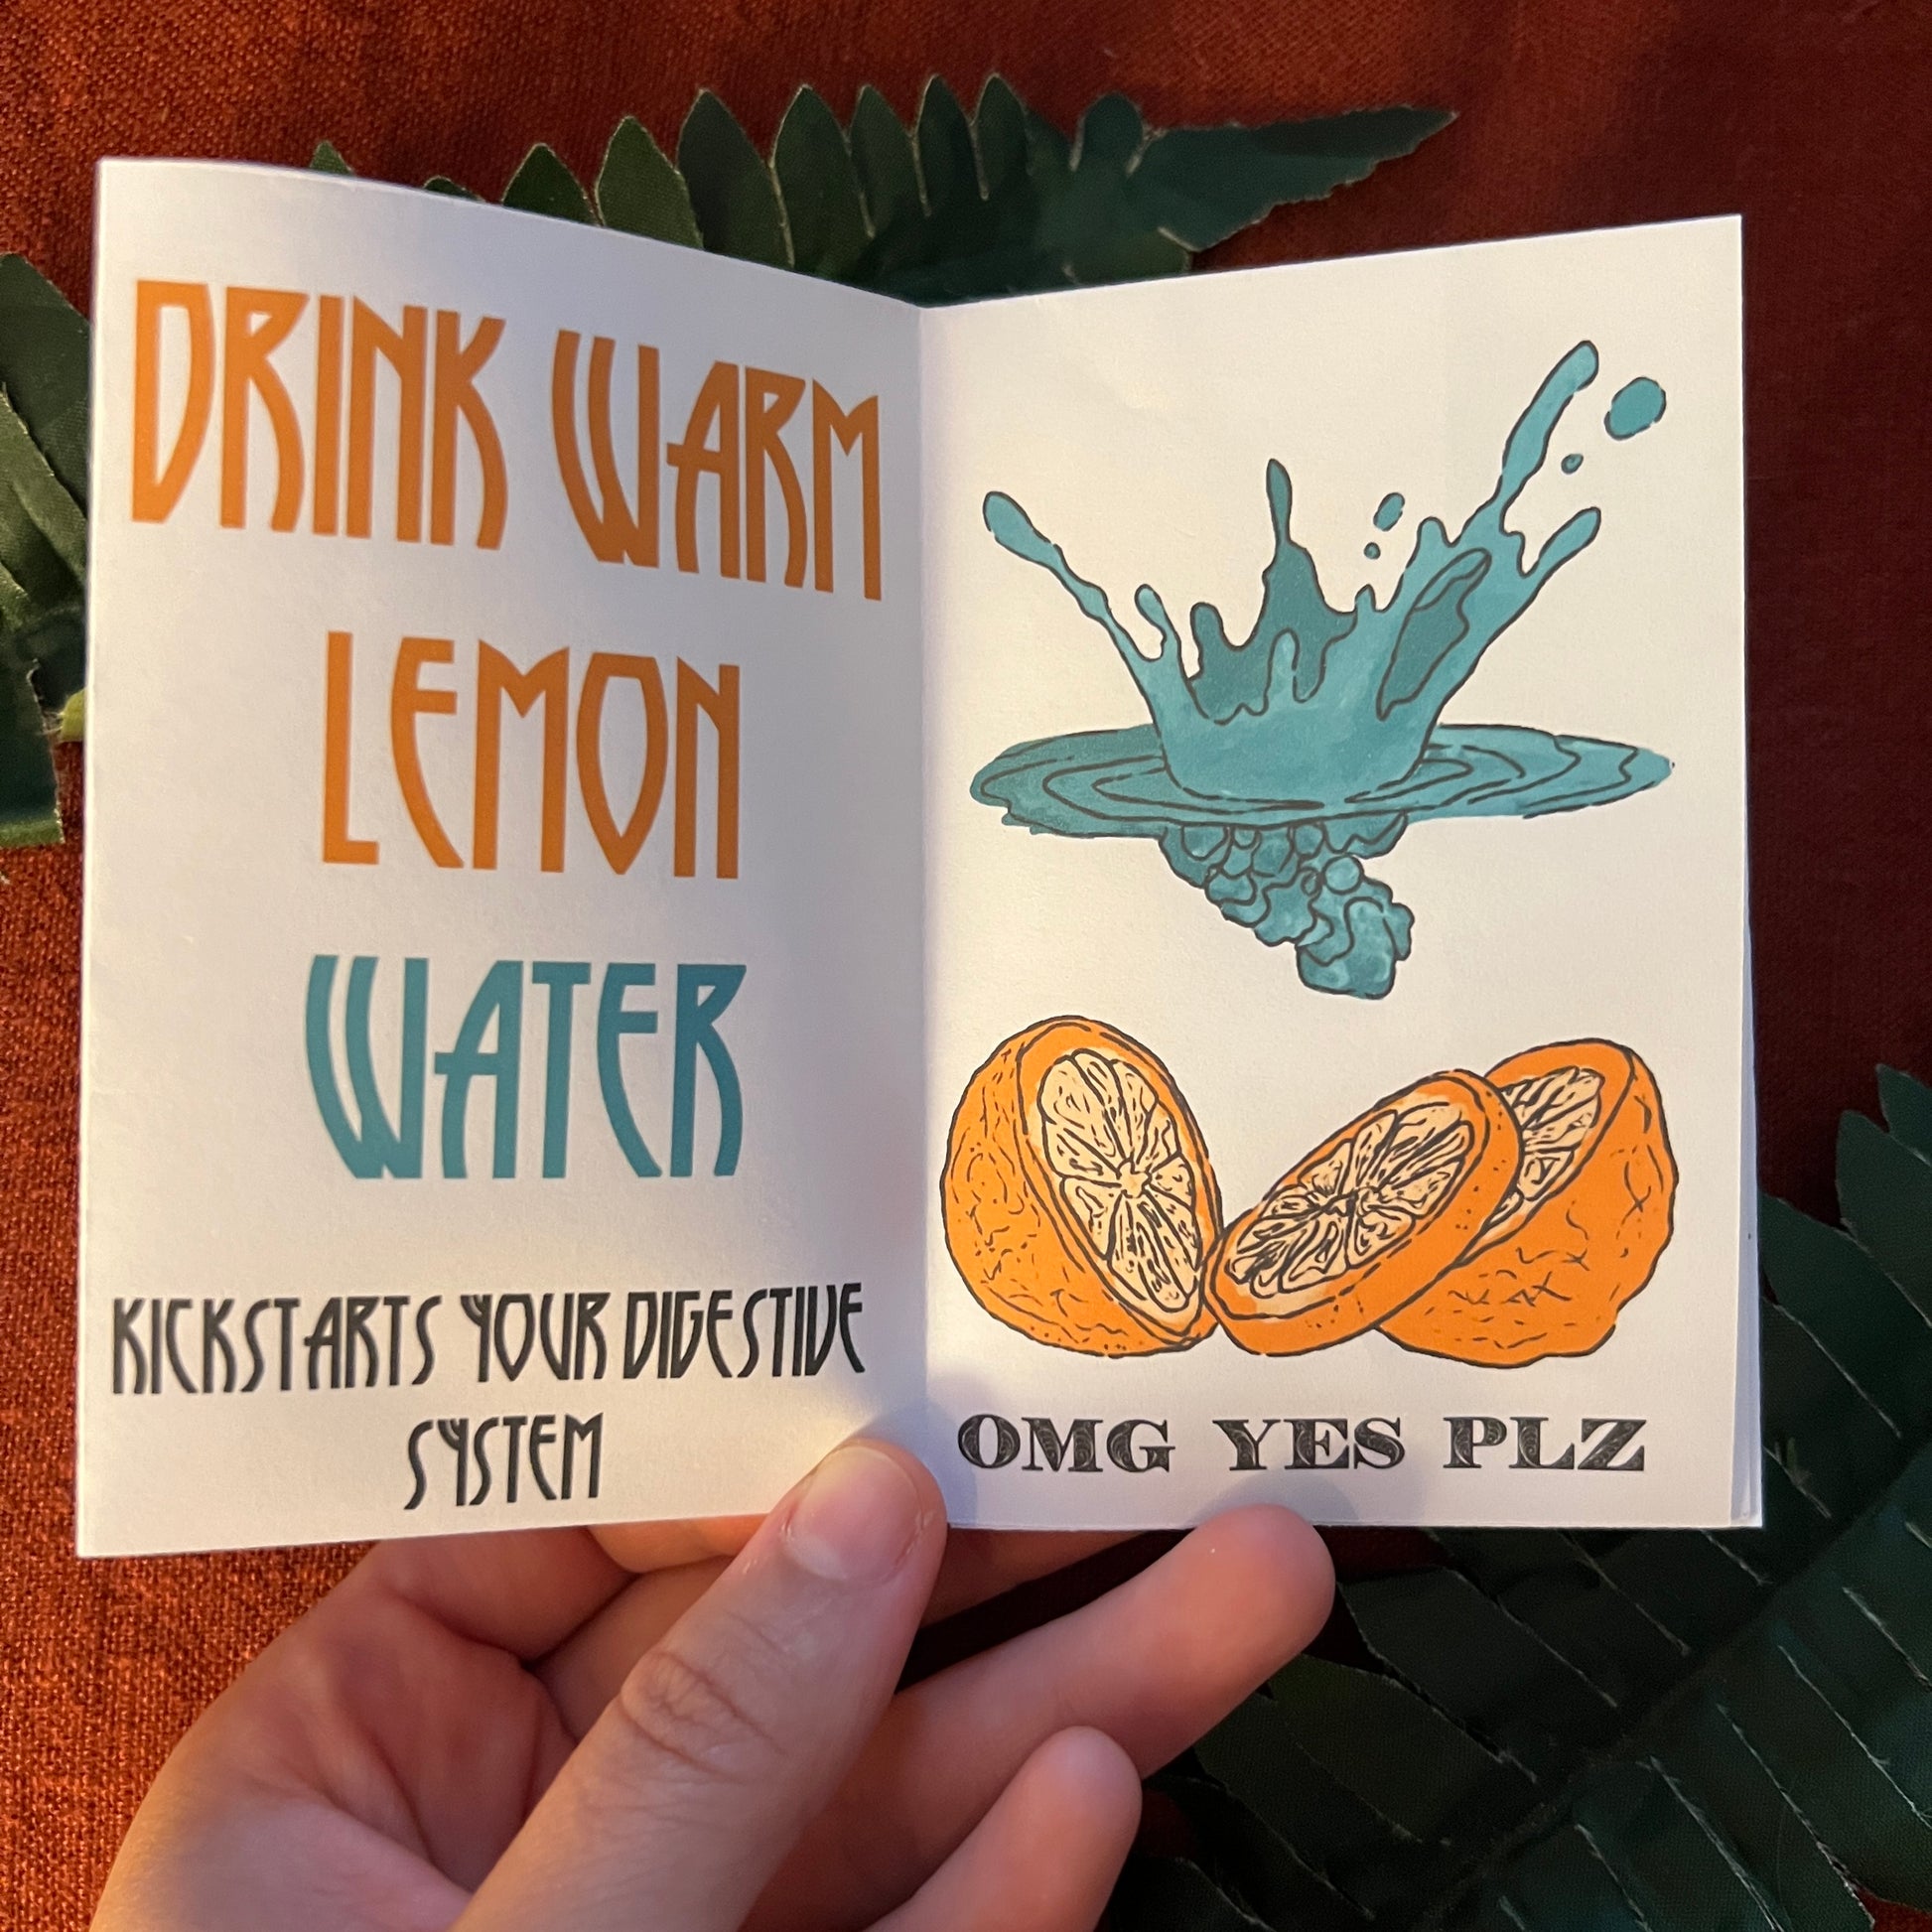 DRINK WARM
LEMON
WATER
KICKSTARTS YOUR DIGESTIVE
SYSTEM
OMG YES PLZ